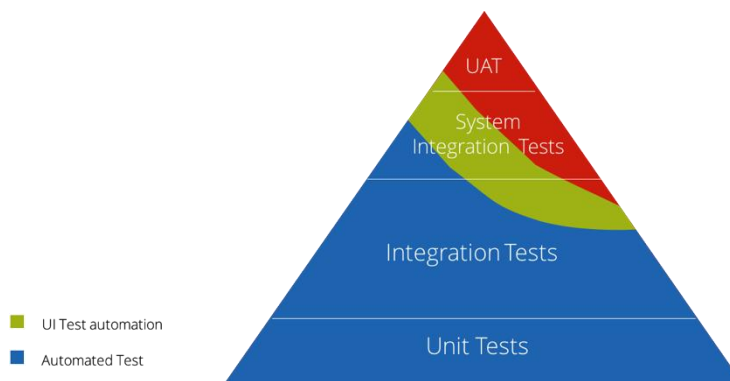 UAT
System
Integration Tests
Integration Tests
Unit Tests
UI Test automation
Automated Test